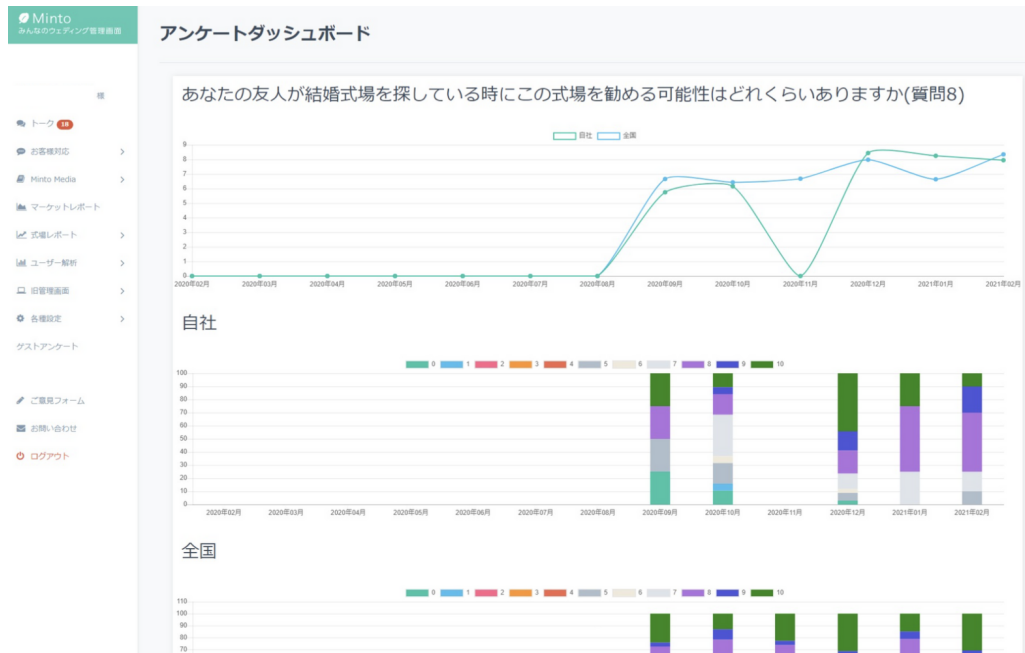 Minto
みんなのウェディング管理画面
アンケートダッシュボード
様
トーク 18
お客様対応
Minto Media
マーケットレポート
式場レポート
ユーザー解析
旧管理画面
各種設定
ゲストアンケート
ご意見フォーム
お問い合わせ
ログアウト
あなたの友人が結婚式場を探している時にこの式場を勧める可能性はどれくらいありますか(質問8)
自社 全国
9
8
7
6
5
4
3
2
1
0
2020年02月 2020年03月 2020年04月 2020年05月 2020年06月 2020年07月 2020年08月 2020年09月 2020年10月 2020年11月 2020年12月 2021年01月 2021年02月
自社
0 1 2 3 4 5 6 7 8 9 10
100
90
80
70
60
50
40
30
20
10
0
2020年02月 2020年03月 2020年04月 2020年05月 2020年06月 2020年07月 2020年08月 2020年09月 2020年10月 2020年11月 2020年12月 2021年01月 2021年02月
全国
0 1 2 3 4 5 6 7 8 9 10
110
100
90
80
70